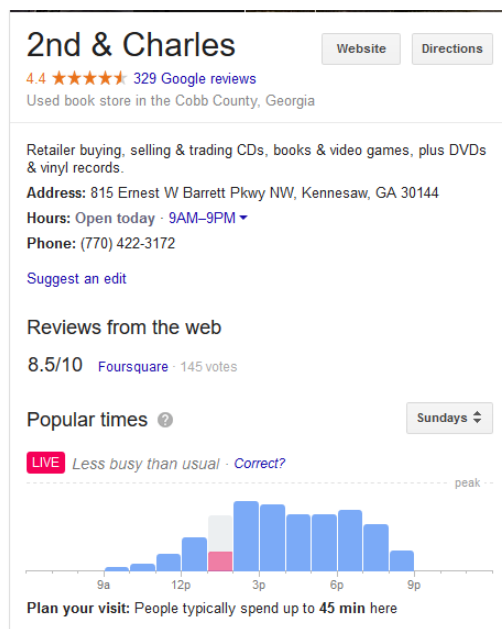 2nd & Charles
Website
Directions
4.4 ★★★★★ 329 Google reviews
Used book store in the Cobb County, Georgia
Retailer buying, selling & trading CDs, books & video games, plus DVDs
& vinyl records.
Address: 815 Ernest W Barrett Pkwy NW, Kennesaw, GA 30144
Hours: Open today · 9AM–9PM
Phone: (770) 422-3172
Suggest an edit
Reviews from the web
8.5/10 Foursquare · 145 votes
Popular times ?
Sundays
LIVE Less busy than usual · Correct?
peak
9a 12p 3p 6p 9p
Plan your visit: People typically spend up to 45 min here